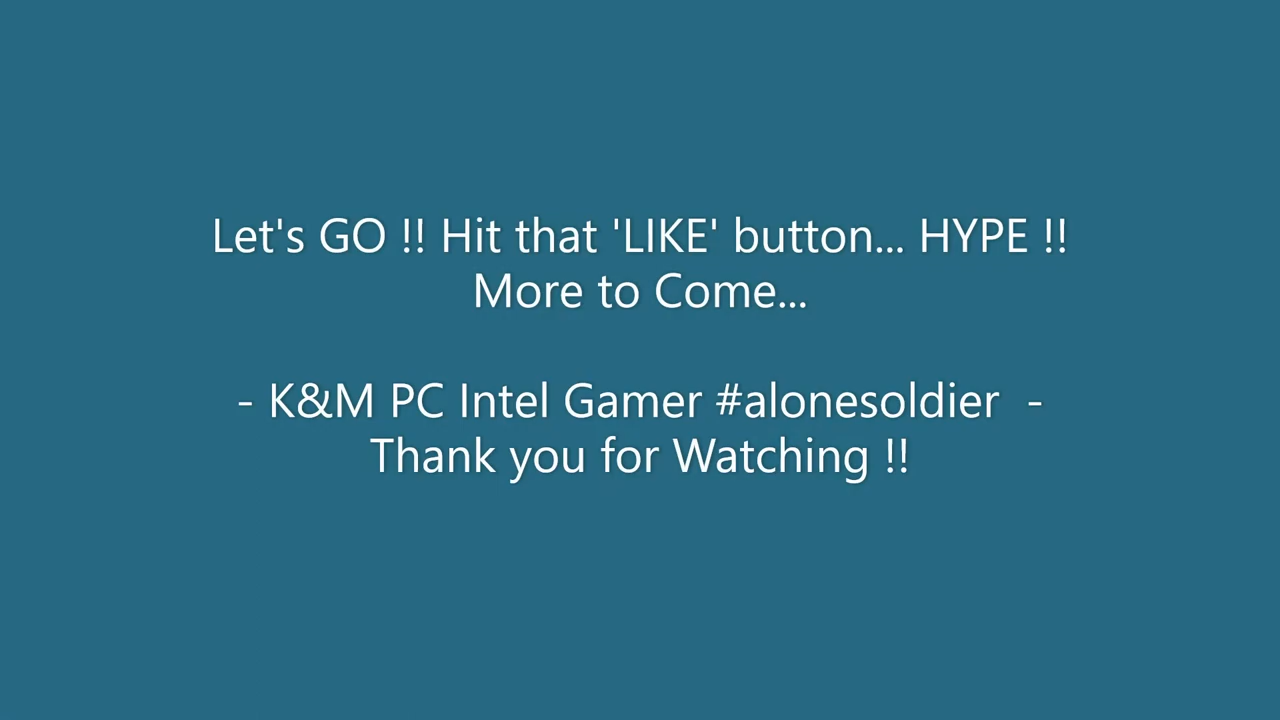 Let's GO !! Hit that 'LIKE' button... HYPE !!
More to Come...
- K&M PC Intel Gamer #alonesoldier  -
Thank you for Watching !!